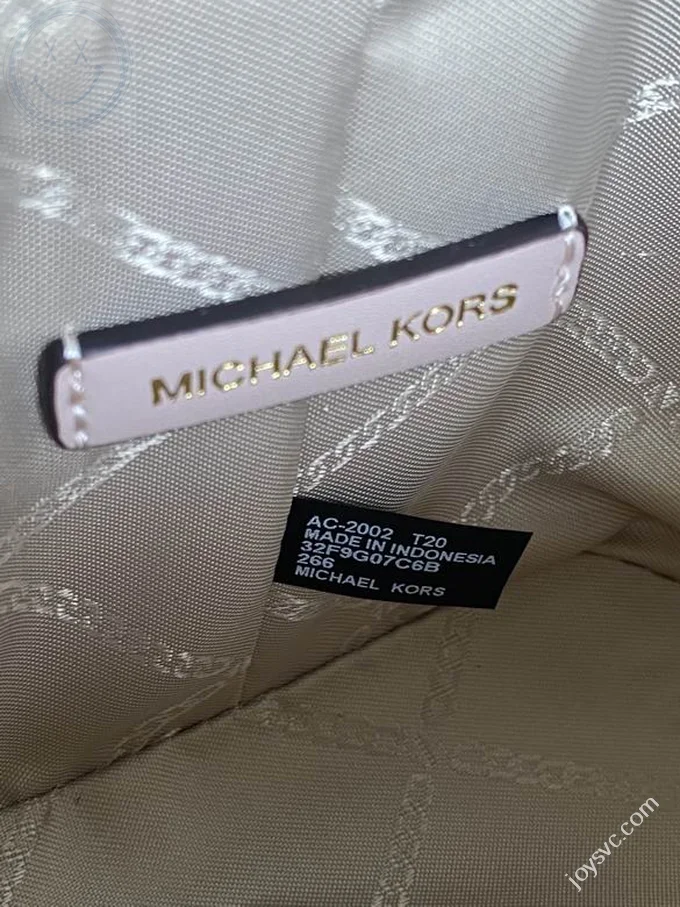 MICHAEL KORS
AC-2002 T20
MADE IN INDONESIA
32F9G07C6B
266
MICHAEL KORS
joysvc.com